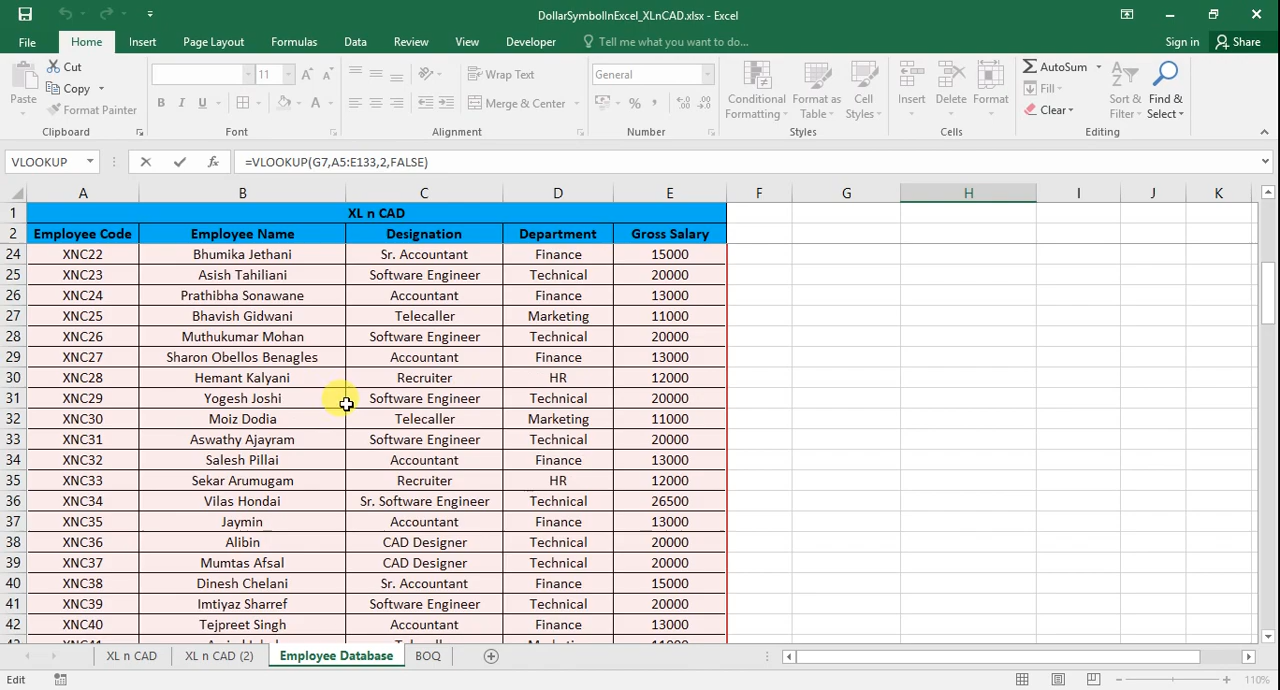 DollarSymbolInExcel_XLnCAD.xlsx - Excel
File Home Insert Page Layout Formulas Data Review View Developer Tell me what you want to do... Sign in Share
Paste Cut Copy Format Painter Clipboard
11 B I U A Font
Wrap Text Merge & Center Alignment
General % Number
Conditional Formatting Format as Table Cell Styles Styles
Insert Delete Format Cells
AutoSum Fill Clear Sort & Filter Find & Select Editing
VLOOKUP fx =VLOOKUP(G7,A5:E133,2,FALSE)
A B C D E F G H I J K
1 XL n CAD
2 Employee Code Employee Name Designation Department Gross Salary
24 XNC22 Bhumika Jethani Sr. Accountant Finance 15000
25 XNC23 Asish Tahiliani Software Engineer Technical 20000
26 XNC24 Prathibha Sonawane Accountant Finance 13000
27 XNC25 Bhavish Gidwani Telecaller Marketing 11000
28 XNC26 Muthukumar Mohan Software Engineer Technical 20000
29 XNC27 Sharon Obellos Benagles Accountant Finance 13000
30 XNC28 Hemant Kalyani Recruiter HR 12000
31 XNC29 Yogesh Joshi Software Engineer Technical 20000
32 XNC30 Moiz Dodia Telecaller Marketing 11000
33 XNC31 Aswathy Ajayram Software Engineer Technical 20000
34 XNC32 Salesh Pillai Accountant Finance 13000
35 XNC33 Sekar Arumugam Recruiter HR 12000
36 XNC34 Vilas Hondai Sr. Software Engineer Technical 26500
37 XNC35 Jaymin Accountant Finance 13000
38 XNC36 Alibin CAD Designer Technical 20000
39 XNC37 Mumtas Afsal CAD Designer Technical 20000
40 XNC38 Dinesh Chelani Sr. Accountant Finance 15000
41 XNC39 Imtiyaz Sharref Software Engineer Technical 20000
42 XNC40 Tejpreet Singh Accountant Finance 13000
XL n CAD XL n CAD (2) Employee Database BOQ
Edit 110%